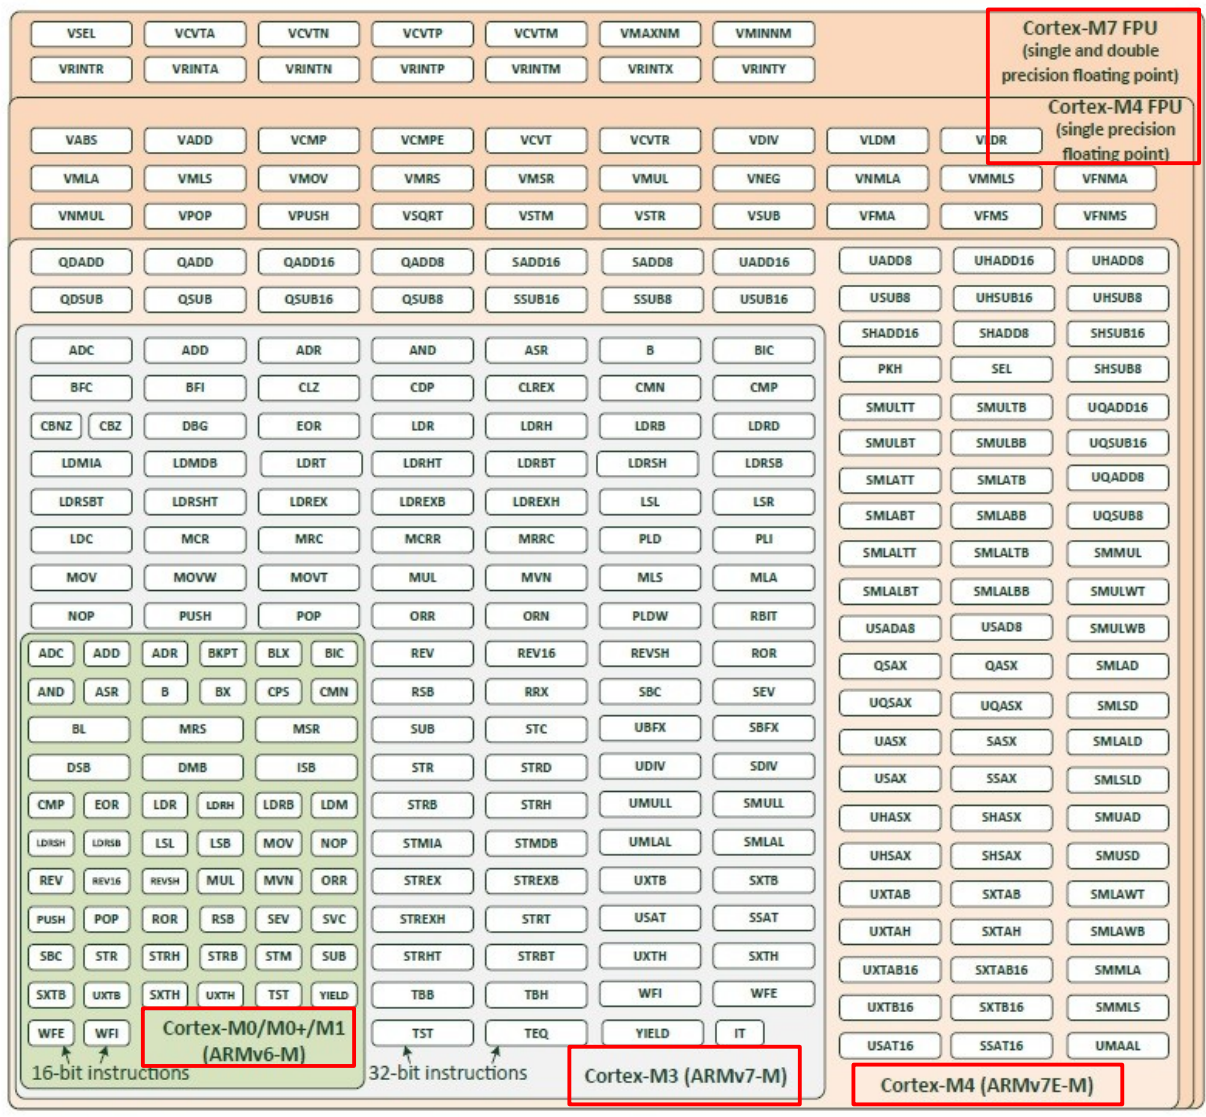 VSEL VCVTA VCVTN VCVTP VCVTM VMAXNM VMINNM
Cortex-M7 FPU
(single and double
precision floating point)
VRINTR VRINTA VRINTN VRINTP VRINTM VRINTX VRINTY
Cortex-M4 FPU
(single precision
floating point)
VABS VADD VCMP VCMPE VCVT VCVTR VDIV VLDM VLDR
VMLA VMLS VMOV VMRS VMSR VMUL VNEG VNMLA VMMLS VFNMA
VNMUL VPOP VPUSH VSQRT VSTM VSTR VSUB VFMA VFMS VFNMS
QDADD QADD QADD16 QADD8 SADD16 SADD8 UADD16
QDSUB QSUB QSUB16 QSUB8 SSUB16 SSUB8 USUB16
UADD8 UHADD16 UHADD8
USUB8 UHSUB16 UHSUB8
SHADD16 SHADD8 SHSUB16
PKH SEL SHSUB8
SMULTT SMULTB UQADD16
SMULBT SMULBB UQSUB16
SMLATT SMLATB UQADD8
SMLABT SMLABB UQSUB8
SMLALTT SMLALTB SMMUL
SMLALBT SMLALBB SMULWT
USADA8 USAD8 SMULWB
QSAX QASX SMLAD
UQSAX UQASX SMLSD
UASX SASX SMLALD
USAX SSAX SMLSLD
UHASX SHASX SMUAD
UHSAX SHSAX SMUSD
UXTAB SXTAB SMLAWT
UXTAH SXTAH SMLAWB
UXTAB16 SXTAB16 SMMLA
UXTB16 SXTB16 SMMLS
USAT16 SSAT16 UMAAL
Cortex-M4 (ARMv7E-M)
ADC ADD ADR AND ASR B BIC
BFC BFI CLZ CDP CLREX CMN CMP
CBNZ CBZ DBG EOR LDR LDRH LDRB LDRD
LDMIA LDMDB LDRT LDRHT LDRBT LDRSH LDRSB
LDRSBT LDRSHT LDREX LDREXB LDREXH LSL LSR
LDC MCR MRC MCRR MRRC PLD PLI
MOV MOVW MOVT MUL MVN MLS MLA
NOP PUSH POP ORR ORN PLDW RBIT
REV REV16 REVSH ROR
RSB RRX SBC SEV
SUB STC UBFX SBFX
STR STRD UDIV SDIV
STRB STRH UMULL SMULL
STMIA STMDB UMLAL SMLAL
STREX STREXB UXTB SXTB
STREXH STRT USAT SSAT
STRHT STRBT UXTH SXTH
TBB TBH WFI WFE
TST TEQ YIELD IT
32-bit instructions
Cortex-M3 (ARMv7-M)
ADC ADD ADR BKPT BLX BIC
AND ASR B BX CPS CMN
BL MRS MSR
DSB DMB ISB
CMP EOR LDR LDRH LDRB LDM
LDRSH LDRSB LSL LSB MOV NOP
REV REV16 REVSH MUL MVN ORR
PUSH POP ROR RSB SEV SVC
SBC STR STRH STRB STM SUB
SXTB UXTB SXTH UXTH TST YIELD
WFE WFI
Cortex-M0/M0+/M1
(ARMv6-M)
16-bit instructions